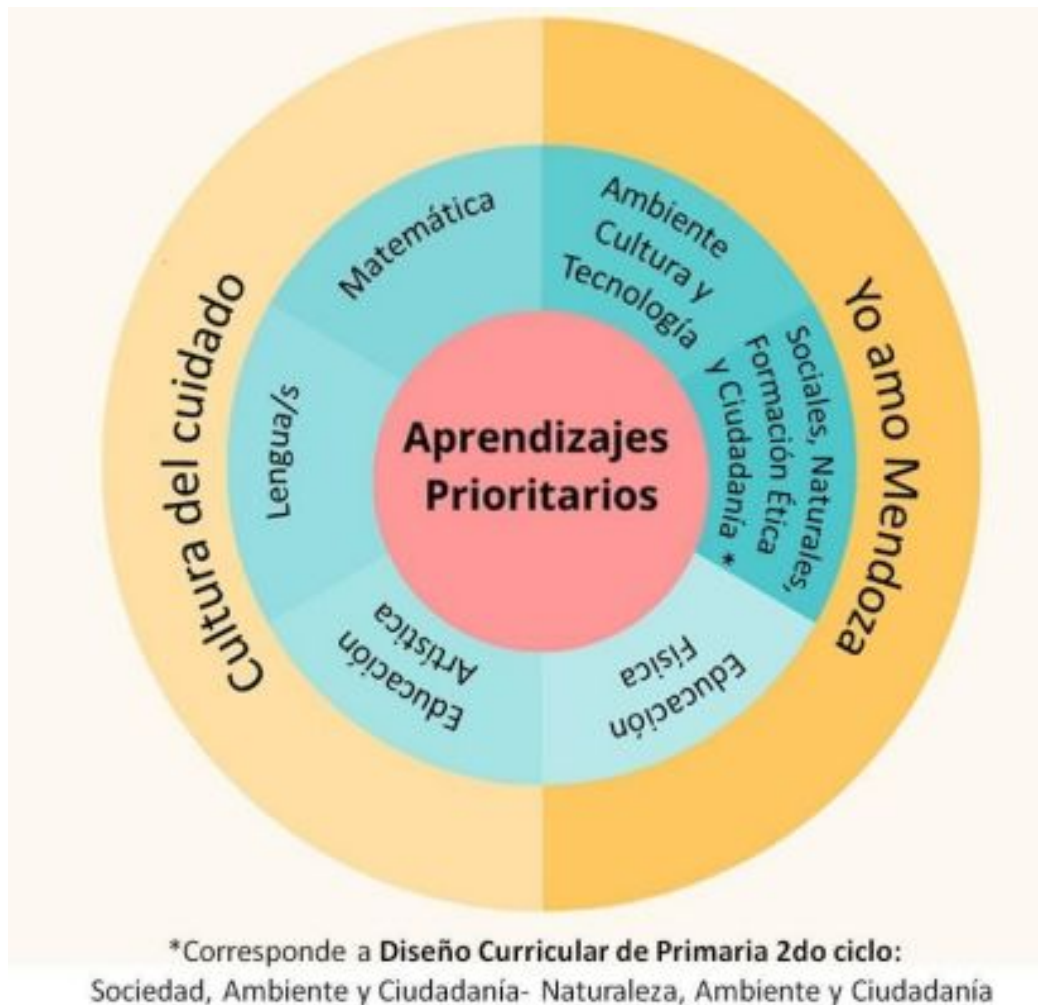 Aprendizajes
Prioritarios
Matemática
Ambiente
Cultura y
Tecnología
Sociales, Naturales,
Formación Ética
y Ciudadanía *
Educación
Física
Educación
Artística
Lengua/s
Cultura del cuidado
Yo amo Mendoza
*Corresponde a Diseño Curricular de Primaria 2do ciclo:
Sociedad, Ambiente y Ciudadanía- Naturaleza, Ambiente y Ciudadanía